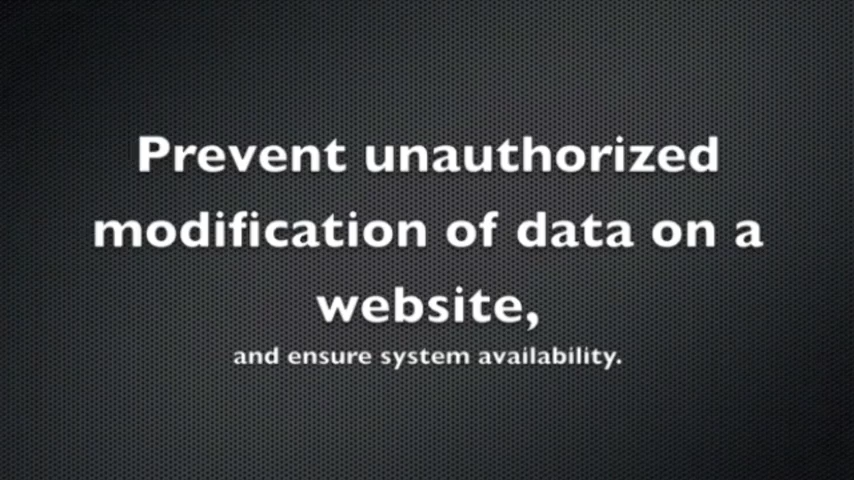 Prevent unauthorized
modification of data on a
website,
and ensure system availability.